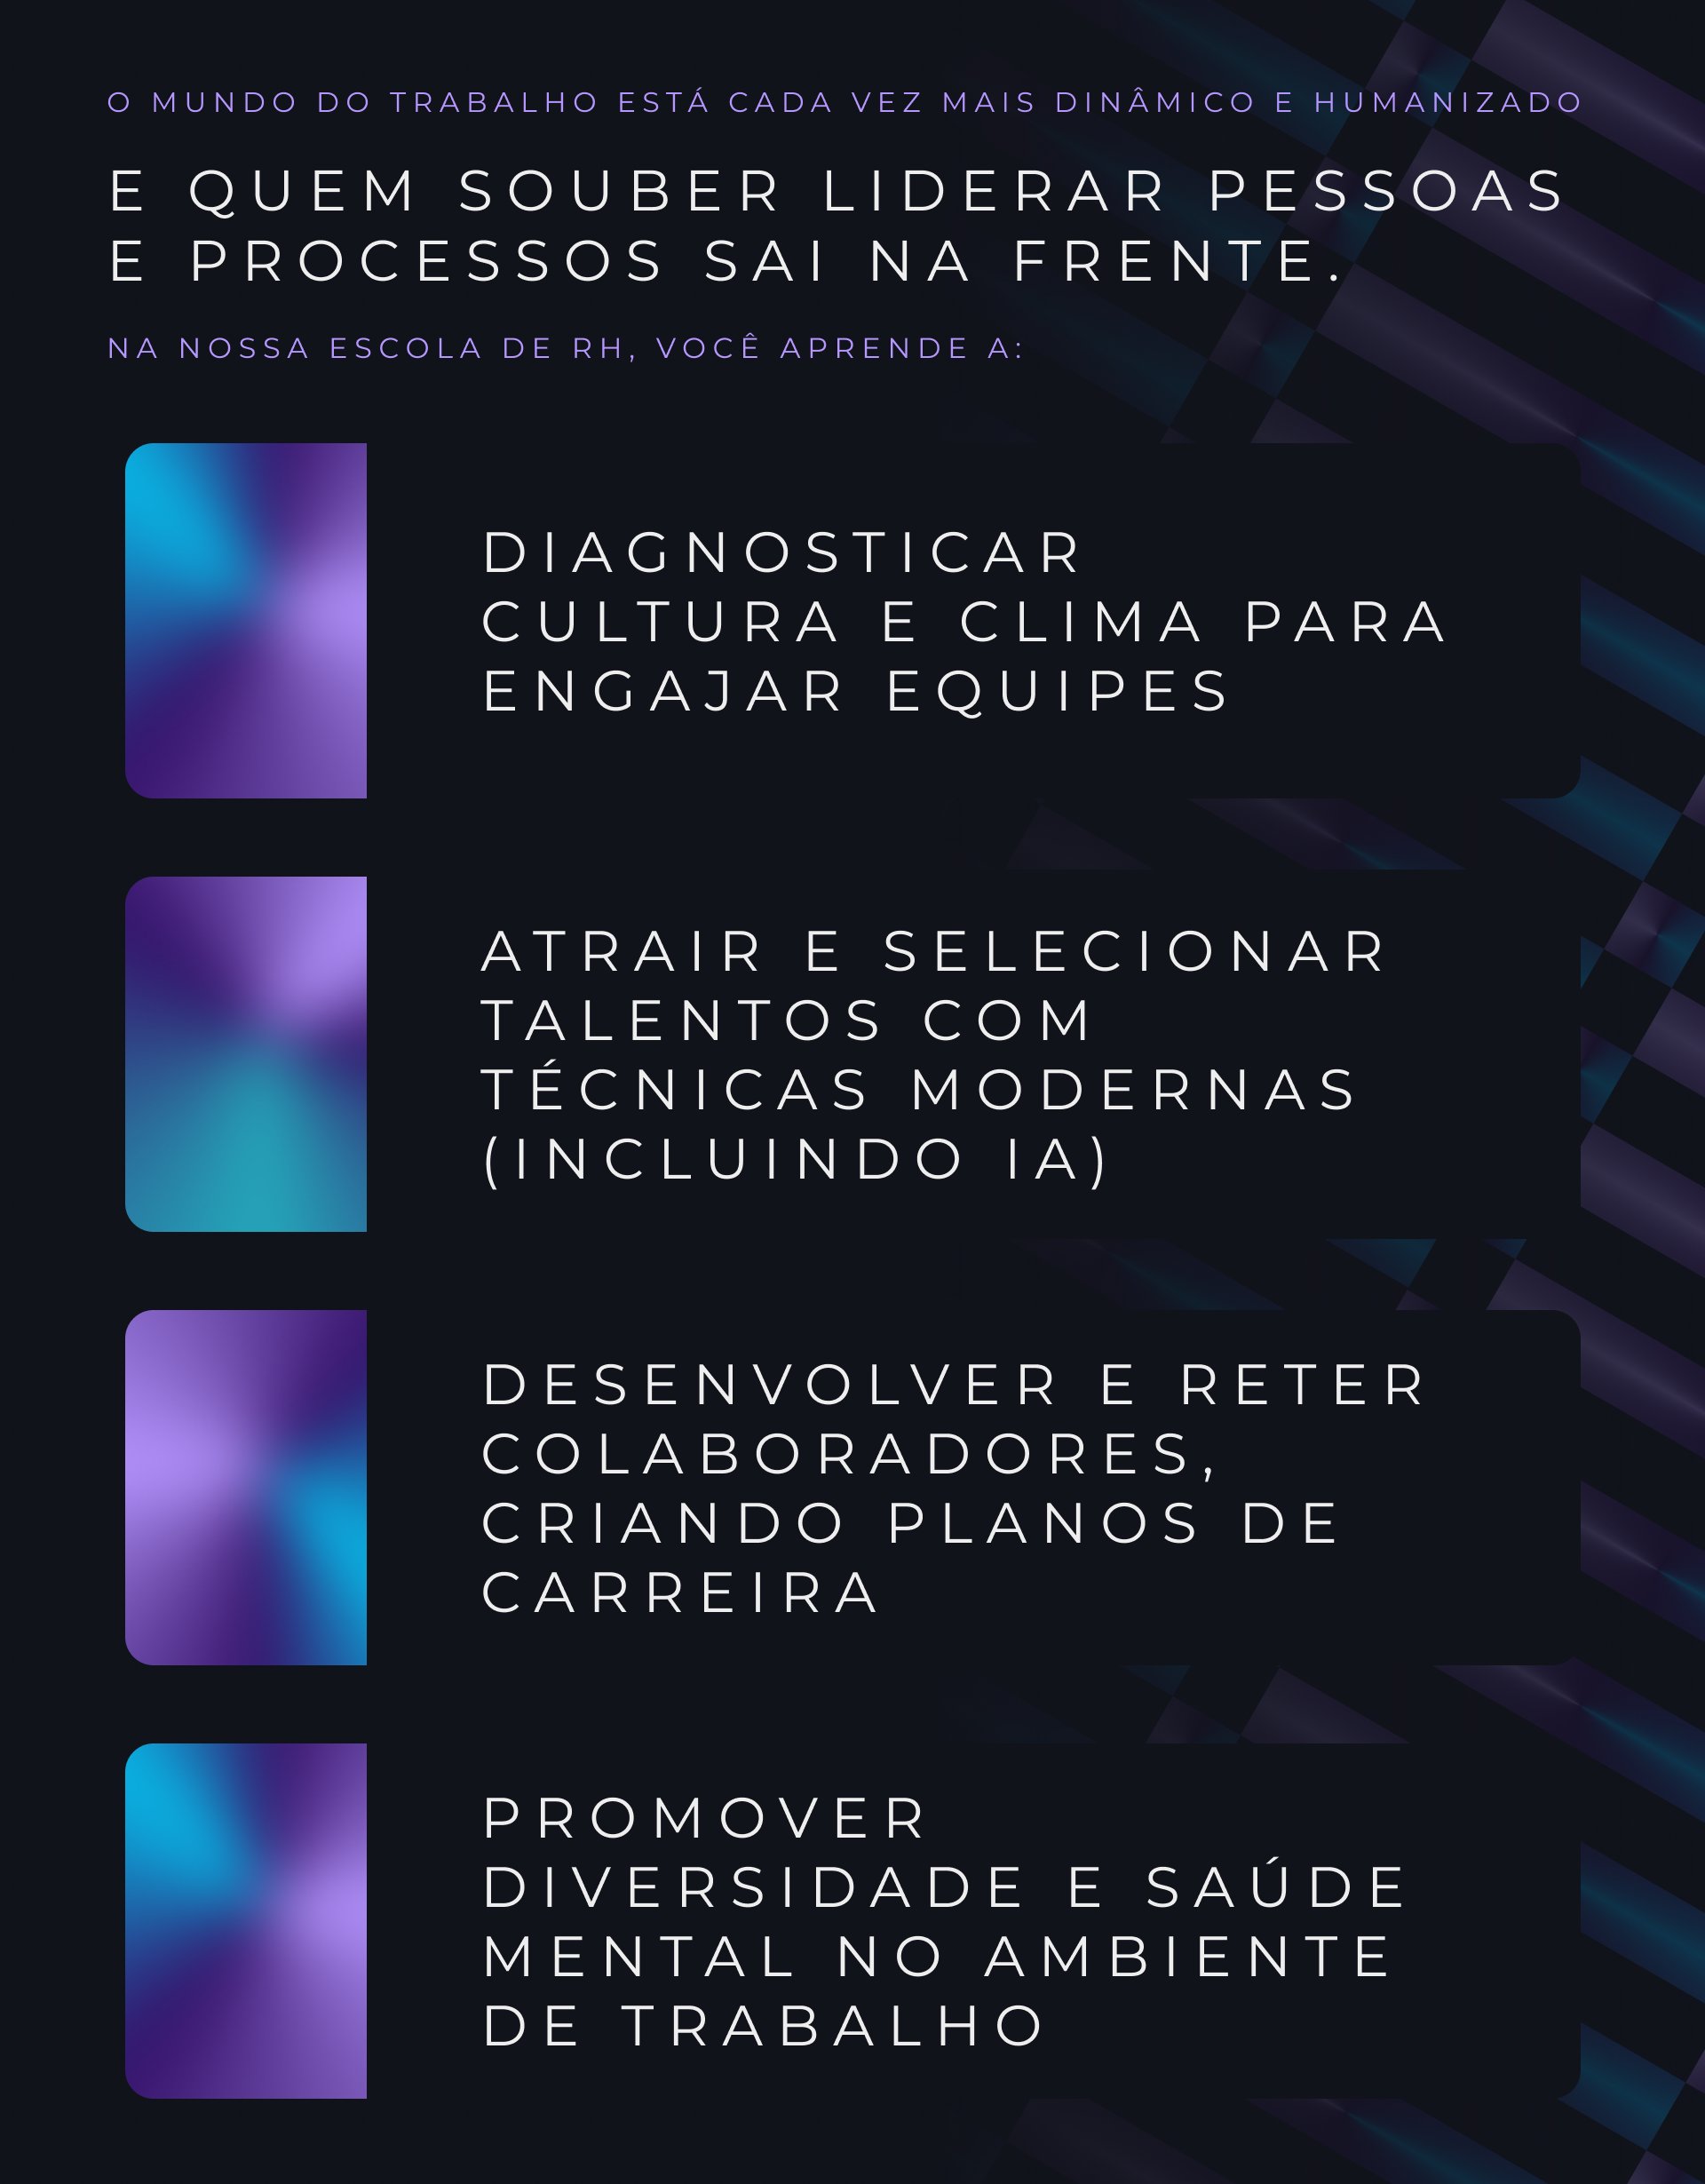 O MUNDO DO TRABALHO ESTÁ CADA VEZ MAIS DINÂMICO E HUMANIZADO
E QUEM SOUBER LIDERAR PESSOAS
E PROCESSOS SAI NA FRENTE.
NA NOSSA ESCOLA DE RH, VOCÊ APRENDE A:
DIAGNOSTICAR
CULTURA E CLIMA PARA
ENGAJAR EQUIPES
ATRAIR E SELECIONAR
TALENTOS COM
TÉCNICAS MODERNAS
(INCLUINDO IA)
DESENVOLVER E RETER
COLABORADORES,
CRIANDO PLANOS DE
CARREIRA
PROMOVER
DIVERSIDADE E SAÚDE
MENTAL NO AMBIENTE
DE TRABALHO